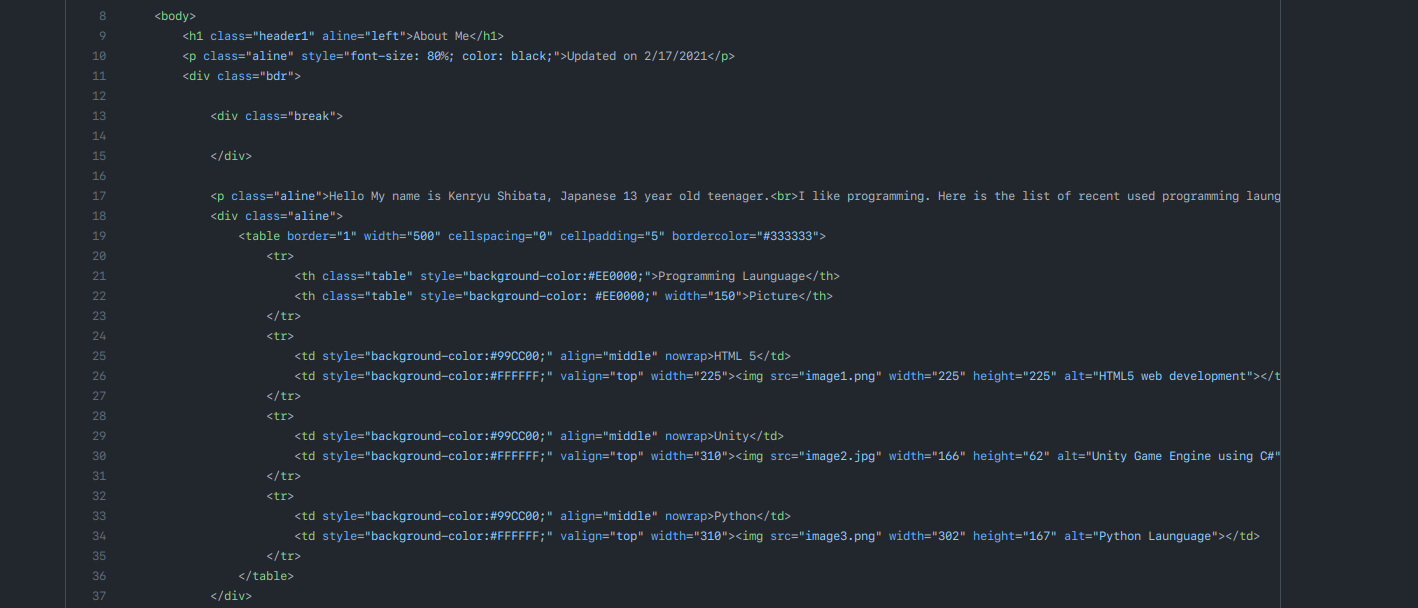 8 <body>
9 <h1 class="header1" aline="left">About Me</h1>
10 <p class="aline" style="font-size: 80%; color: black;">Updated on 2/17/2021</p>
11 <div class="bdr">
12
13 <div class="break">
14
15 </div>
16
17 <p class="aline">Hello My name is Kenryu Shibata, Japanese 13 year old teenager.<br>I like programming. Here is the list of recent used programming laung
18 <div class="aline">
19 <table border="1" width="500" cellspacing="0" cellpadding="5" bordercolor="#333333">
20 <tr>
21 <th class="table" style="background-color:#EE0000;">Programming Launguage</th>
22 <th class="table" style="background-color: #EE0000;" width="150">Picture</th>
23 </tr>
24 <tr>
25 <td style="background-color:#99CC00;" align="middle" nowrap>HTML 5</td>
26 <td style="background-color:#FFFFFF;" valign="top" width="225"><img src="image1.png" width="225" height="225" alt="HTML5 web development"></t
27 </tr>
28 <tr>
29 <td style="background-color:#99CC00;" align="middle" nowrap>Unity</td>
30 <td style="background-color:#FFFFFF;" valign="top" width="310"><img src="image2.jpg" width="166" height="62" alt="Unity Game Engine using C#"
31 </tr>
32 <tr>
33 <td style="background-color:#99CC00;" align="middle" nowrap>Python</td>
34 <td style="background-color:#FFFFFF;" valign="top" width="310"><img src="image3.png" width="302" height="167" alt="Python Launguage"></td>
35 </tr>
36 </table>
37 </div>